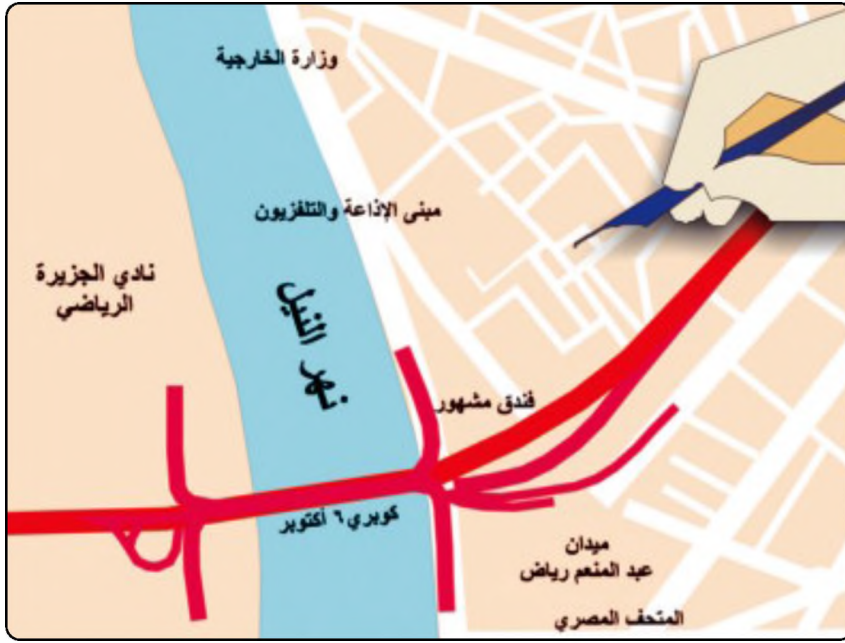 وزارة الخارجية
مبنى الإذاعة والتلفزيون
نادي الجزيرة
الرياضي
نهر النيل
فندق مشهور
كوبري ٦ أكتوبر
ميدان
عبد المنعم رياض
المتحف المصري